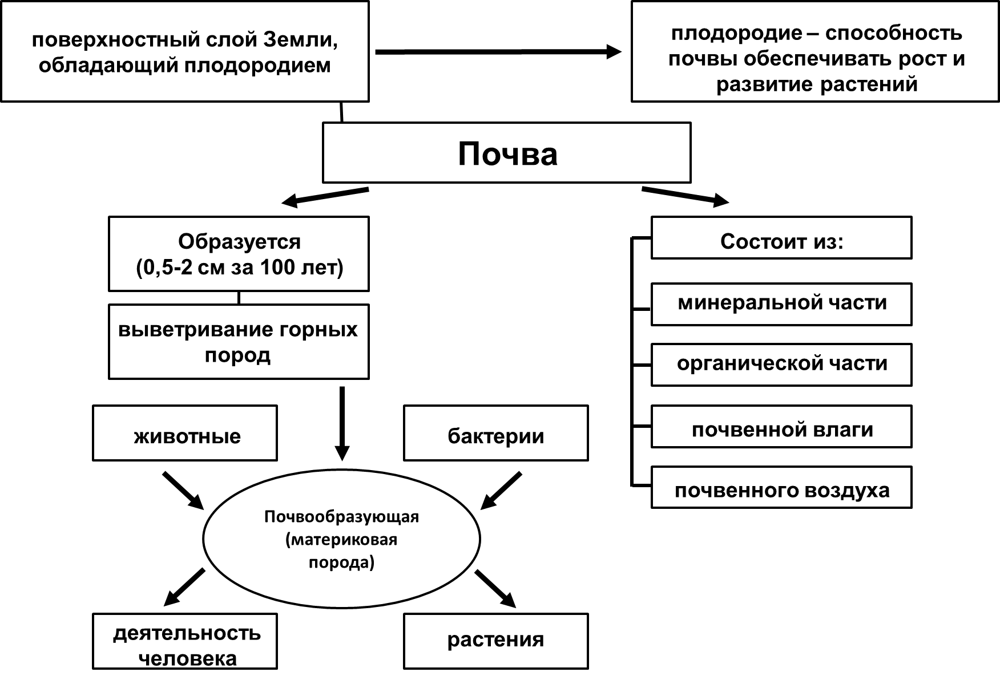 поверхностный слой Земли,
обладающий плодородием
плодородие – способность
почвы обеспечивать рост и
развитие растений
Почва
Образуется
(0,5-2 см за 100 лет)
выветривание горных
пород
животные
бактерии
Почвообразующая
(материковая
порода)
деятельность
человека
растения
Состоит из:
минеральной части
органической части
почвенной влаги
почвенного воздуха